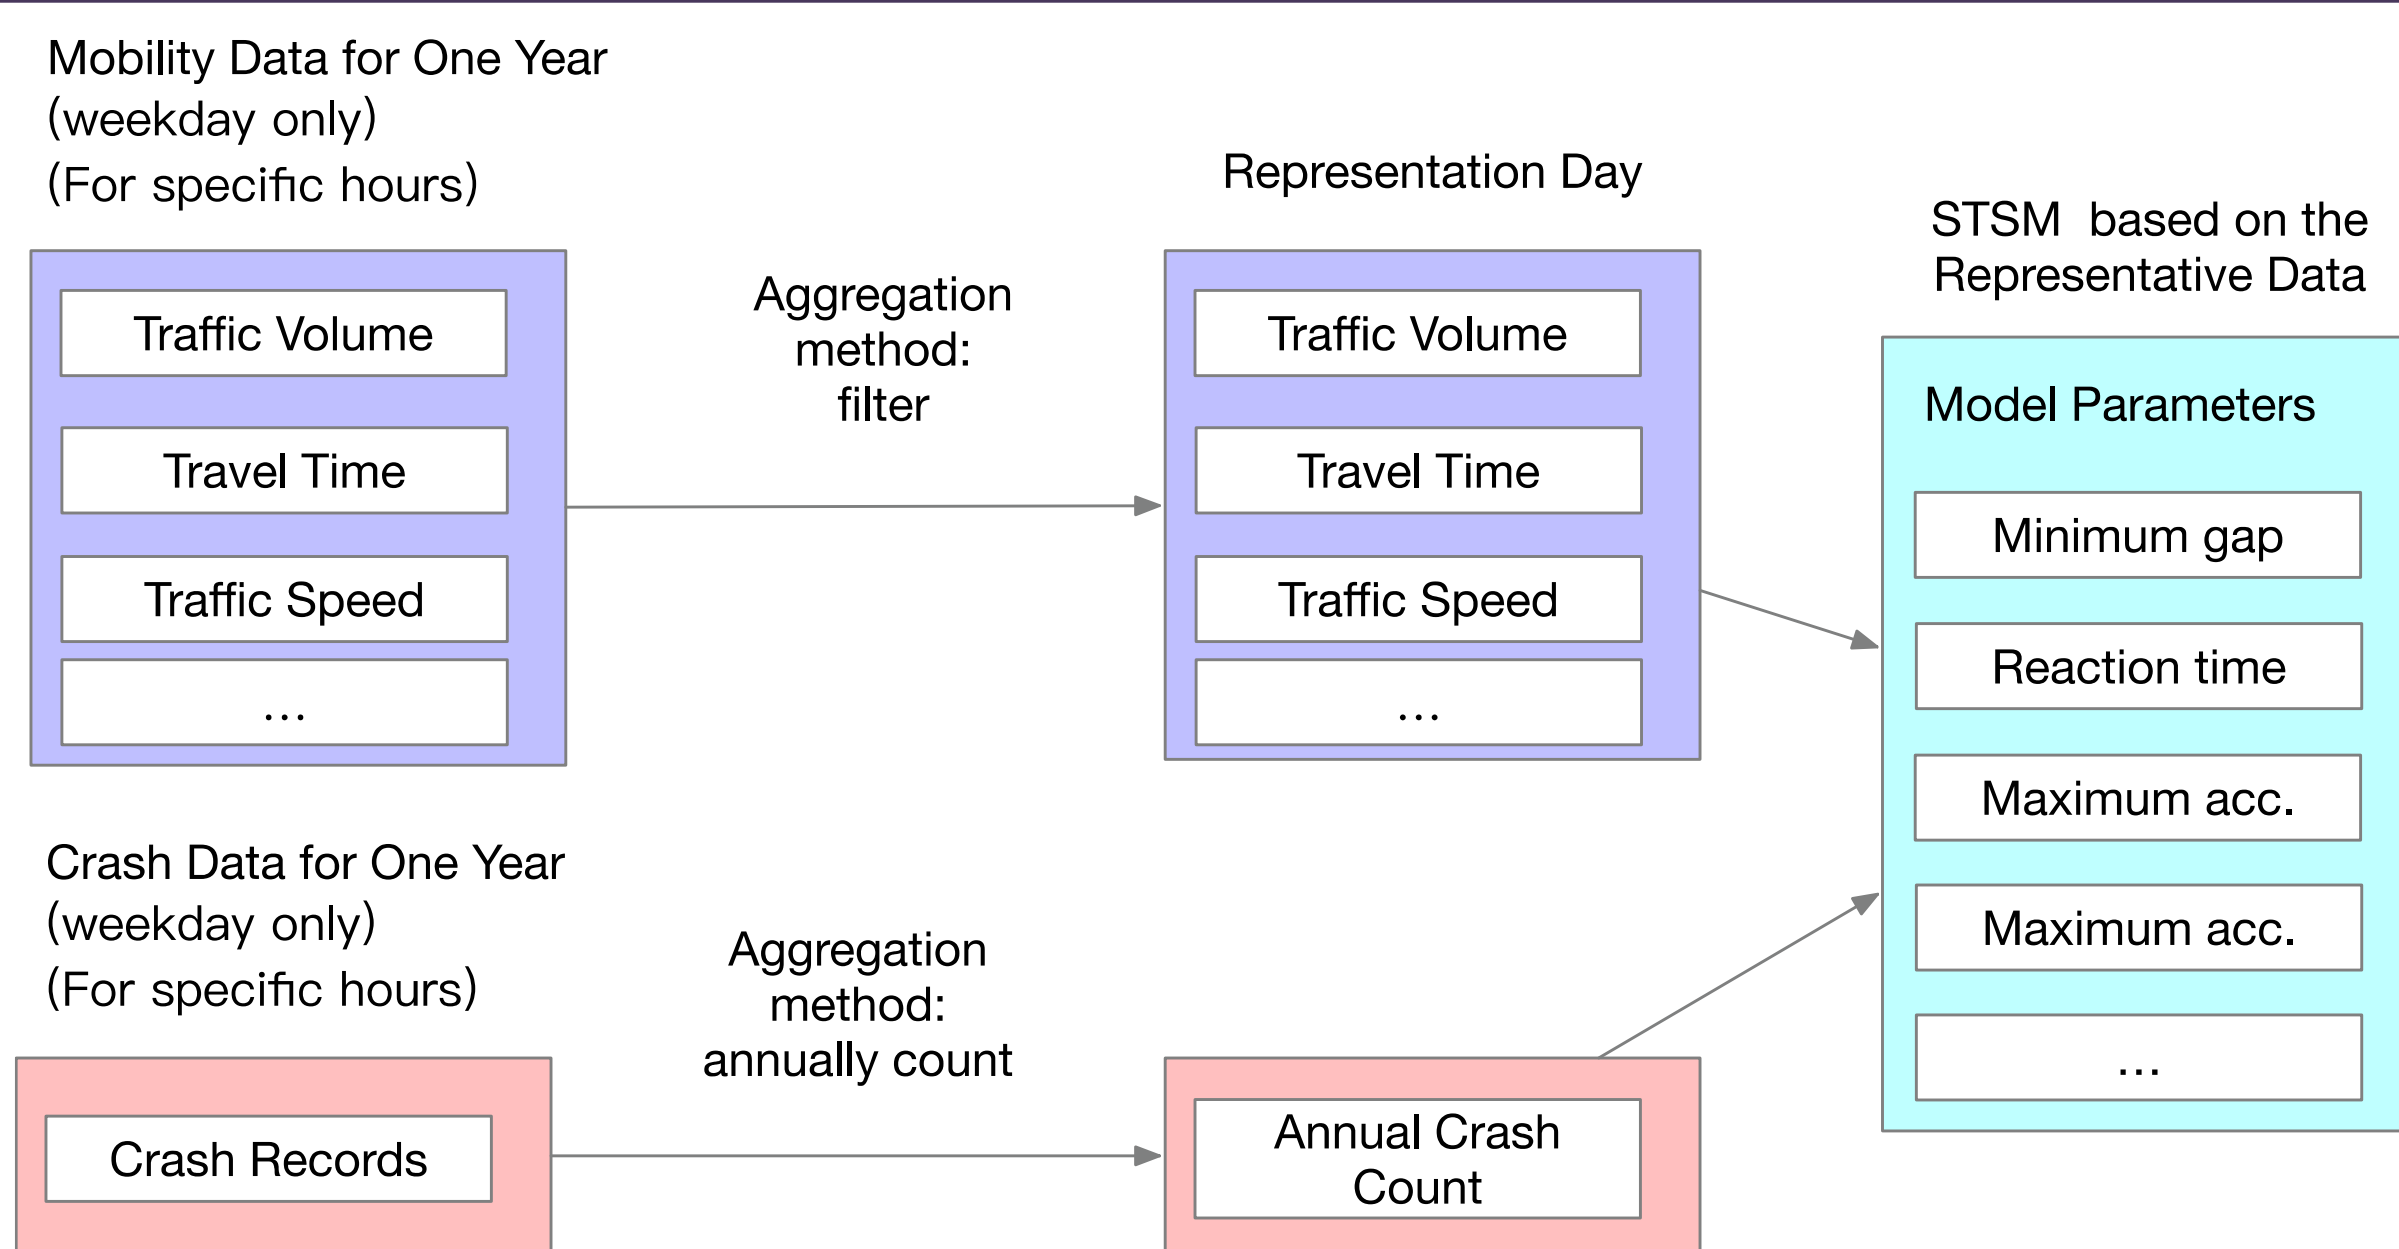 Mobility Data for One Year
(weekday only)
(For specific hours)
Traffic Volume
Travel Time
Traffic Speed
...
Aggregation
method:
filter
Representation Day
Traffic Volume
Travel Time
Traffic Speed
...
STSM  based on the
Representative Data
Model Parameters
Minimum gap
Reaction time
Maximum acc.
Maximum acc.
...
Crash Data for One Year
(weekday only)
(For specific hours)
Crash Records
Aggregation
method:
annually count
Annual Crash
Count